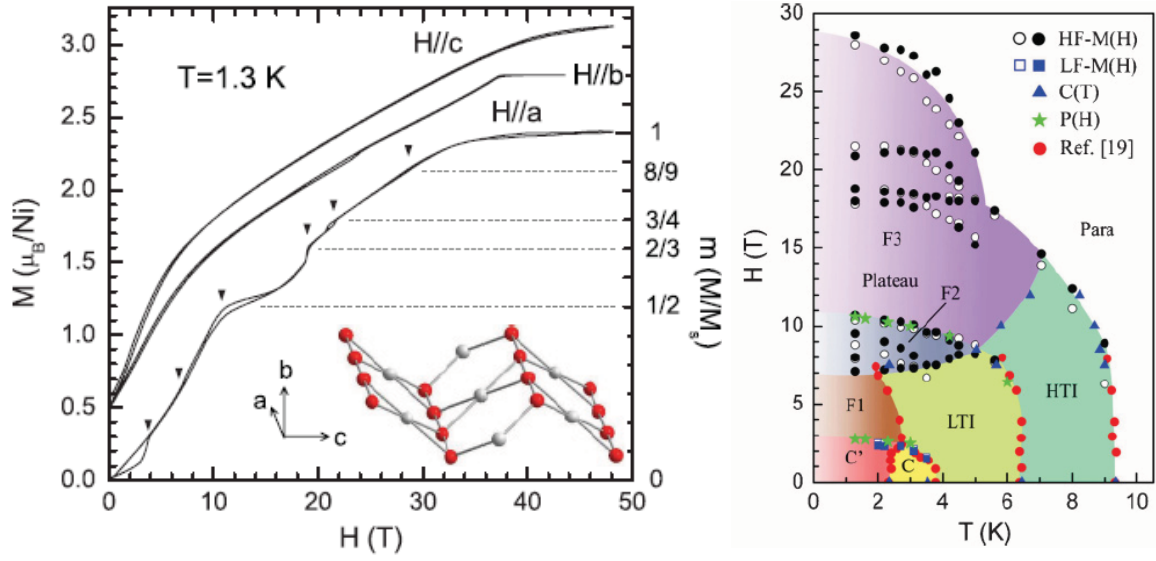 3.0
2.5
2.0
1.5
1.0
0.5
0.0
M (μB/Ni)
T=1.3 K
H//c
H//b
H//a
1
8/9
3/4
2/3
1/2
0
m (M/Ms)
b
a
c
0
10
20
30
40
50
H (T)
30
25
20
15
10
5
0
H (T)
HF-M(H)
LF-M(H)
C(T)
P(H)
Ref. [19]
Para
F3
Plateau
F2
HTI
F1
LTI
C'
C
0
2
4
6
8
10
T (K)